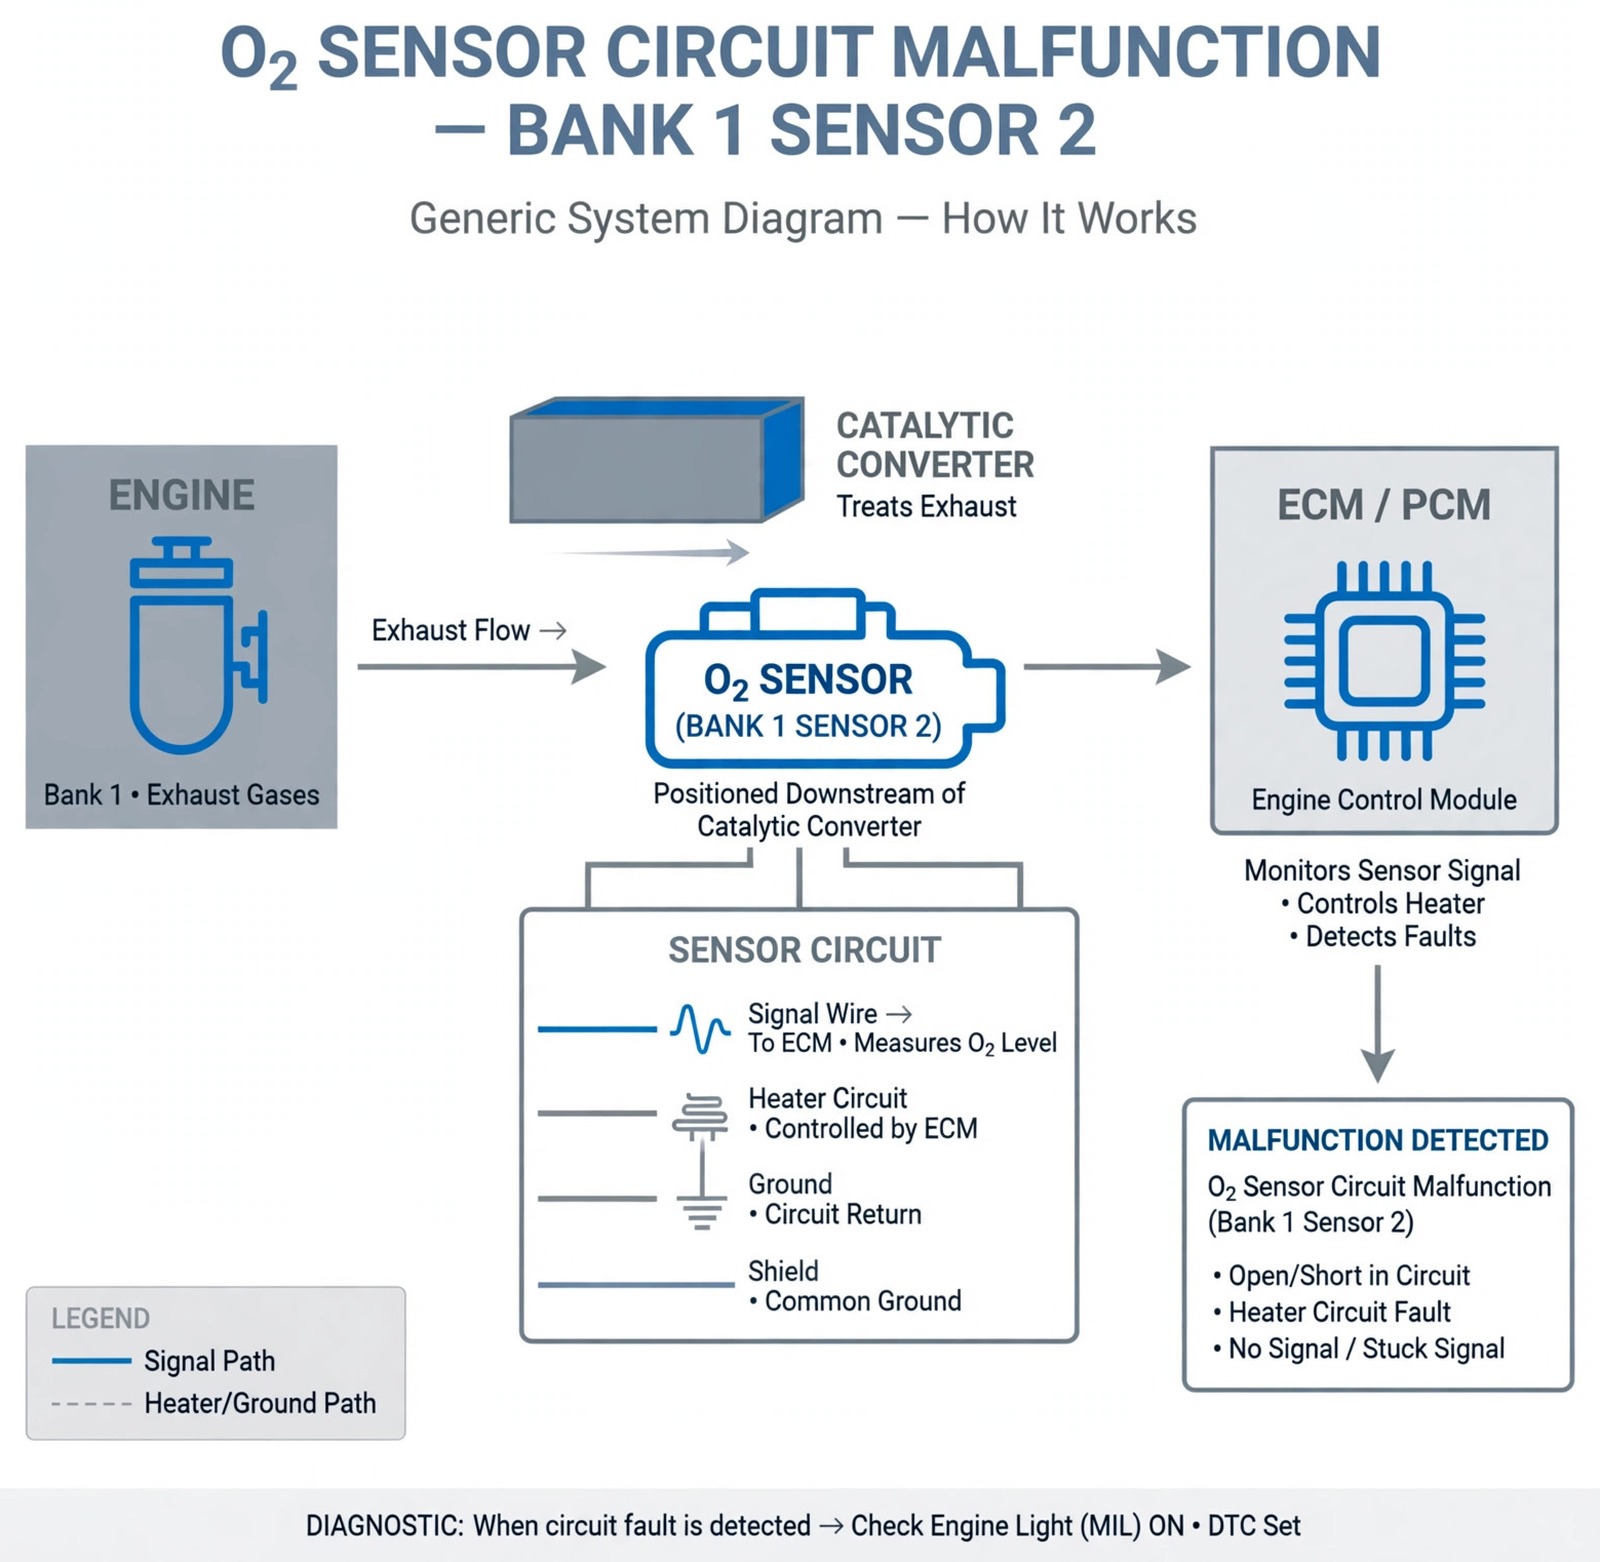 O₂ SENSOR CIRCUIT MALFUNCTION
— BANK 1 SENSOR 2
Generic System Diagram — How It Works
CATALYTIC
CONVERTER
Treats Exhaust
ENGINE
Bank 1 • Exhaust Gases
Exhaust Flow →
O₂ SENSOR
(BANK 1 SENSOR 2)
Positioned Downstream of
Catalytic Converter
ECM / PCM
Engine Control Module
Monitors Sensor Signal
• Controls Heater
• Detects Faults
SENSOR CIRCUIT
Signal Wire →
To ECM • Measures O₂ Level
Heater Circuit
• Controlled by ECM
Ground
• Circuit Return
Shield
• Common Ground
MALFUNCTION DETECTED
O₂ Sensor Circuit Malfunction
(Bank 1 Sensor 2)
• Open/Short in Circuit
• Heater Circuit Fault
• No Signal / Stuck Signal
LEGEND
Signal Path
Heater/Ground Path
DIAGNOSTIC: When circuit fault is detected → Check Engine Light (MIL) ON • DTC Set